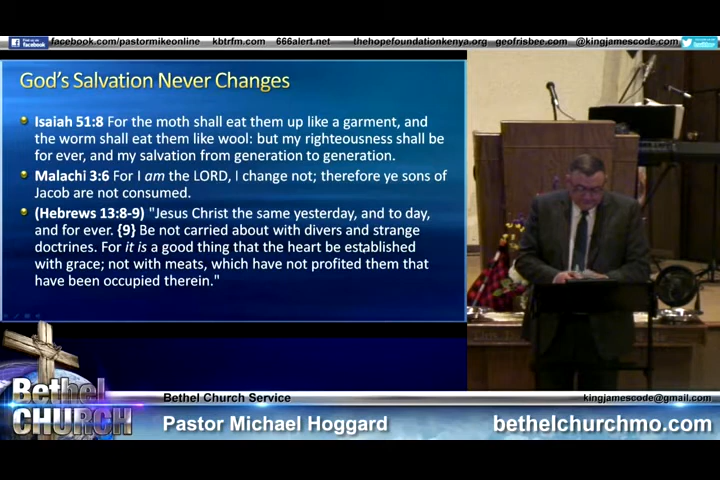 Find us on
facebook
facebook.com/pastormikeonline kbtrfm.com 666alert.net thehopefoundationkenya.org geofrisbee.com @kingjamescode.com
twitter
God's Salvation Never Changes
Isaiah 51:8 For the moth shall eat them up like a garment, and
the worm shall eat them like wool: but my righteousness shall be
for ever, and my salvation from generation to generation.
Malachi 3:6 For I am the LORD, I change not; therefore ye sons of
Jacob are not consumed.
(Hebrews 13:8-9) "Jesus Christ the same yesterday, and to day,
and for ever. {9} Be not carried about with divers and strange
doctrines. For it is a good thing that the heart be established
with grace; not with meats, which have not profited them that
have been occupied therein."
Bethel
CHURCH
Bethel Church Service
kingjamescode@gmail.com
Pastor Michael Hoggard
bethelchurchmo.com